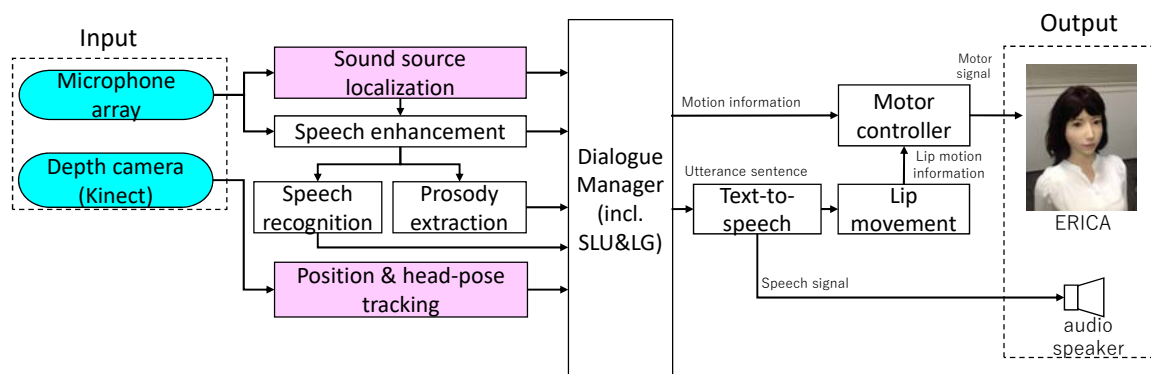 Input
Microphone
array
Depth camera
(Kinect)
Sound source
localization
Speech enhancement
Speech
recognition
Prosody
extraction
Position & head-pose
tracking
Dialogue
Manager
(incl.
SLU&LG)
Motion information
Utterance sentence
Text-to-
speech
Speech signal
Motor
controller
Lip motion
information
Lip
movement
Output
Motor
signal
ERICA
audio
speaker